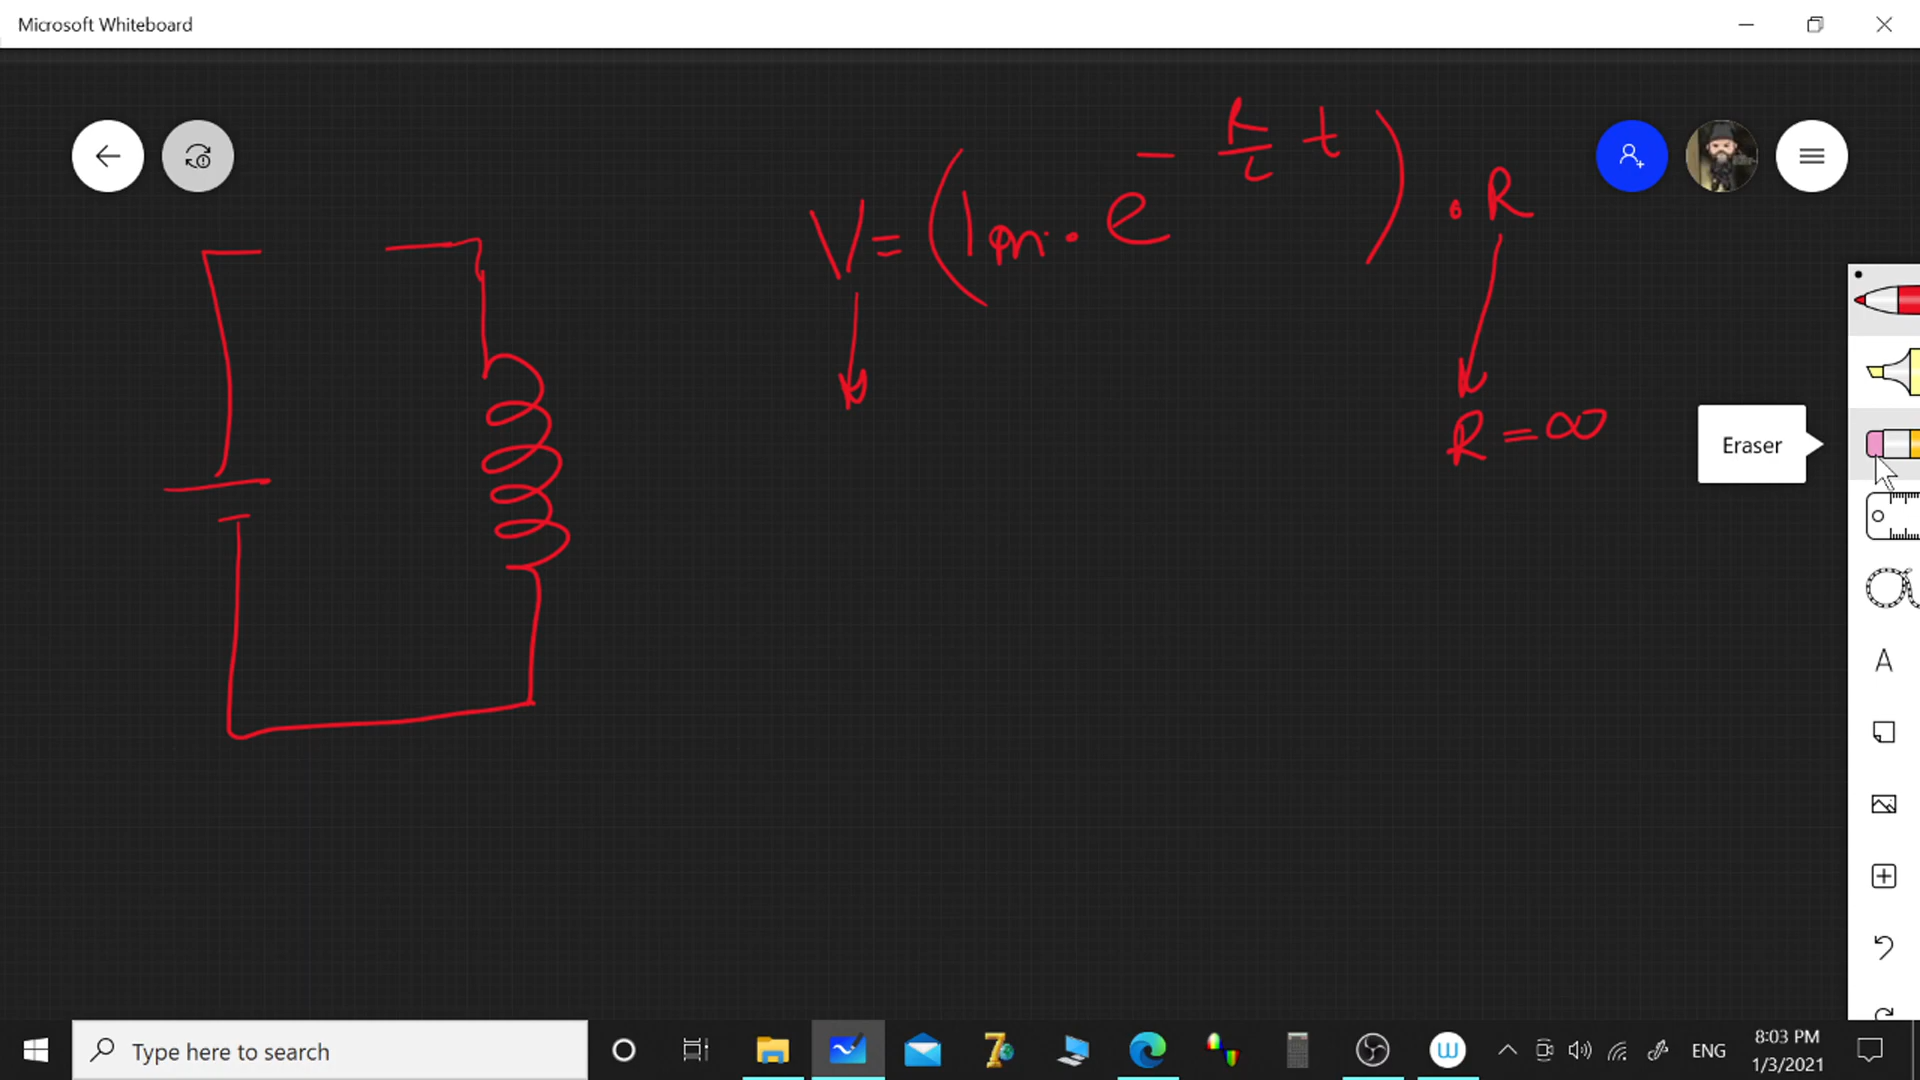 Microsoft Whiteboard
V = (Im · e^(- R/L t)) · R
R = ∞
Eraser
A
Type here to search
ENG
8:03 PM
1/3/2021